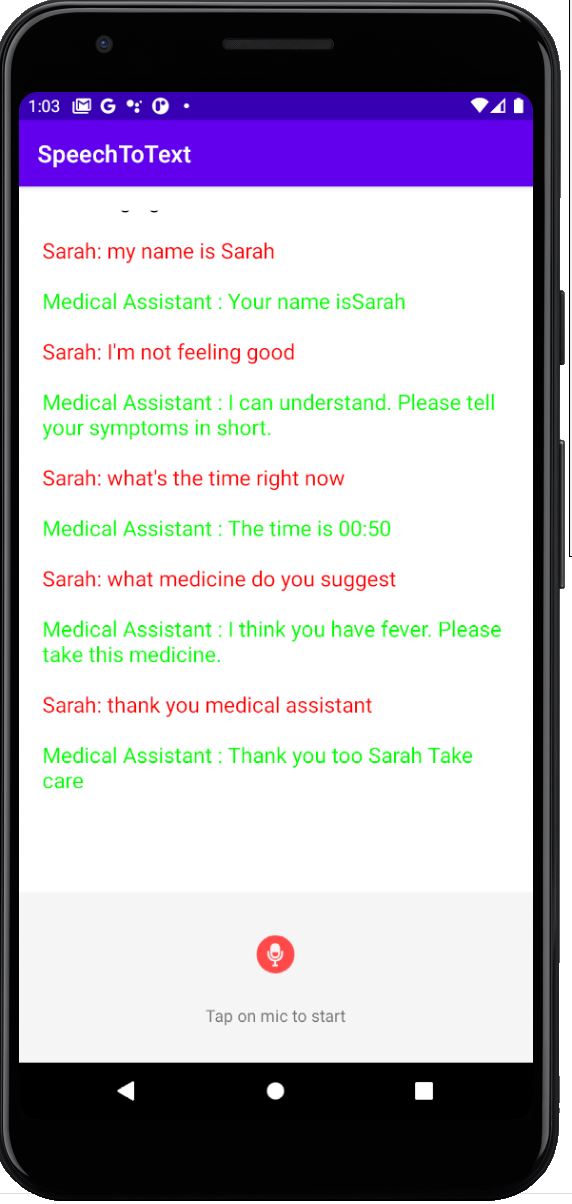 1:03
SpeechToText
Sarah: my name is Sarah
Medical Assistant : Your name isSarah
Sarah: I'm not feeling good
Medical Assistant : I can understand. Please tell
your symptoms in short.
Sarah: what's the time right now
Medical Assistant : The time is 00:50
Sarah: what medicine do you suggest
Medical Assistant : I think you have fever. Please
take this medicine.
Sarah: thank you medical assistant
Medical Assistant : Thank you too Sarah Take
care
Tap on mic to start